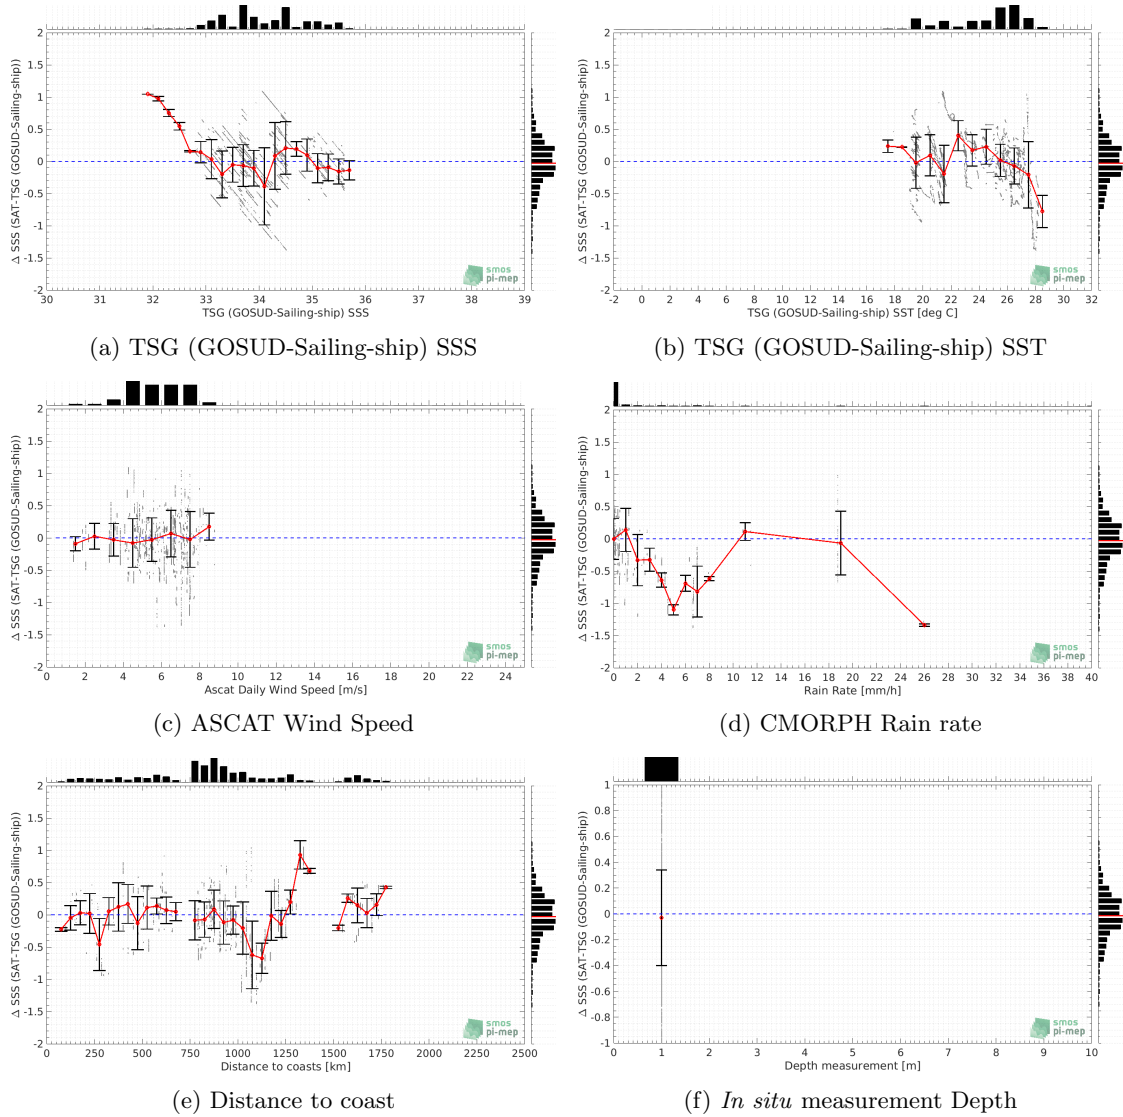 2
1.5
1
0.5
0
-0.5
-1
-1.5
-2
Δ SSS (SAT-TSG (GOSUD-Sailing-ship))
30 31 32 33 34 35 36 37 38 39
TSG (GOSUD-Sailing-ship) SSS
smos
pi-mep
(a) TSG (GOSUD-Sailing-ship) SSS
2
1.5
1
0.5
0
-0.5
-1
-1.5
-2
Δ SSS (SAT-TSG (GOSUD-Sailing-ship))
-2 0 2 4 6 8 10 12 14 16 18 20 22 24 26 28 30 32
TSG (GOSUD-Sailing-ship) SST [deg C]
smos
pi-mep
(b) TSG (GOSUD-Sailing-ship) SST
2
1.5
1
0.5
0
-0.5
-1
-1.5
-2
Δ SSS (SAT-TSG (GOSUD-Sailing-ship))
0 2 4 6 8 10 12 14 16 18 20 22 24
Ascat Daily Wind Speed [m/s]
smos
pi-mep
(c) ASCAT Wind Speed
2
1.5
1
0.5
0
-0.5
-1
-1.5
-2
Δ SSS (SAT-TSG (GOSUD-Sailing-ship))
0 2 4 6 8 10 12 14 16 18 20 22 24 26 28 30 32 34 36 38 40
Rain Rate [mm/h]
smos
pi-mep
(d) CMORPH Rain rate
2
1.5
1
0.5
0
-0.5
-1
-1.5
-2
Δ SSS (SAT-TSG (GOSUD-Sailing-ship))
0 250 500 750 1000 1250 1500 1750 2000 2250 2500
Distance to coasts [km]
smos
pi-mep
(e) Distance to coast
1
0.8
0.6
0.4
0.2
0
-0.2
-0.4
-0.6
-0.8
-1
Δ SSS (SAT-TSG (GOSUD-Sailing-ship))
0 1 2 3 4 5 6 7 8 9 10
Depth measurement [m]
smos
pi-mep
(f) In situ measurement Depth